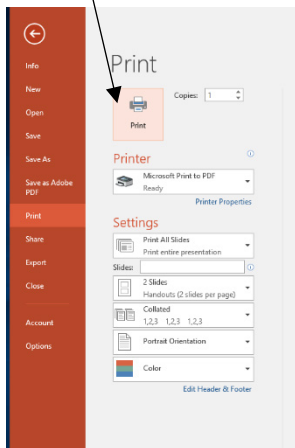 Info
New
Open
Save
Save As
Save as Adobe
PDF
Print
Share
Export
Close
Account
Options
Print
Copies: 1
Print
Printer
Microsoft Print to PDF
Ready
Printer Properties
Settings
Print All Slides
Print entire presentation
Slides:
2 Slides
Handouts (2 slides per page)
Collated
1,2,3 1,2,3 1,2,3
Portrait Orientation
Color
Edit Header & Footer